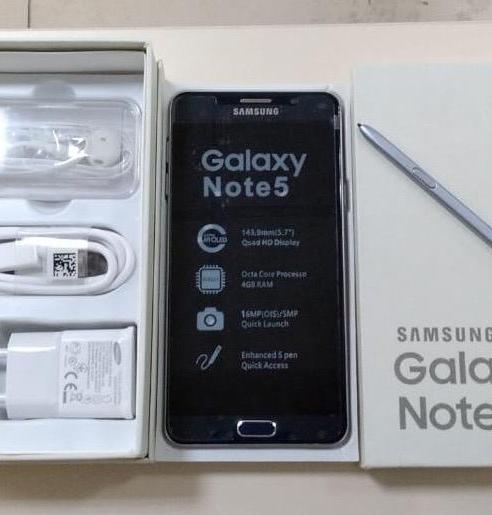 SAMSUNG
Galaxy
Note5
143.9mm(5.7")
Quad HD Display
Octa Core Processo
4GB RAM
16MP(OIS)/5MP
Quick Launch
Enhanced S pen
Quick Access
SAMSUNG
Gala
Note